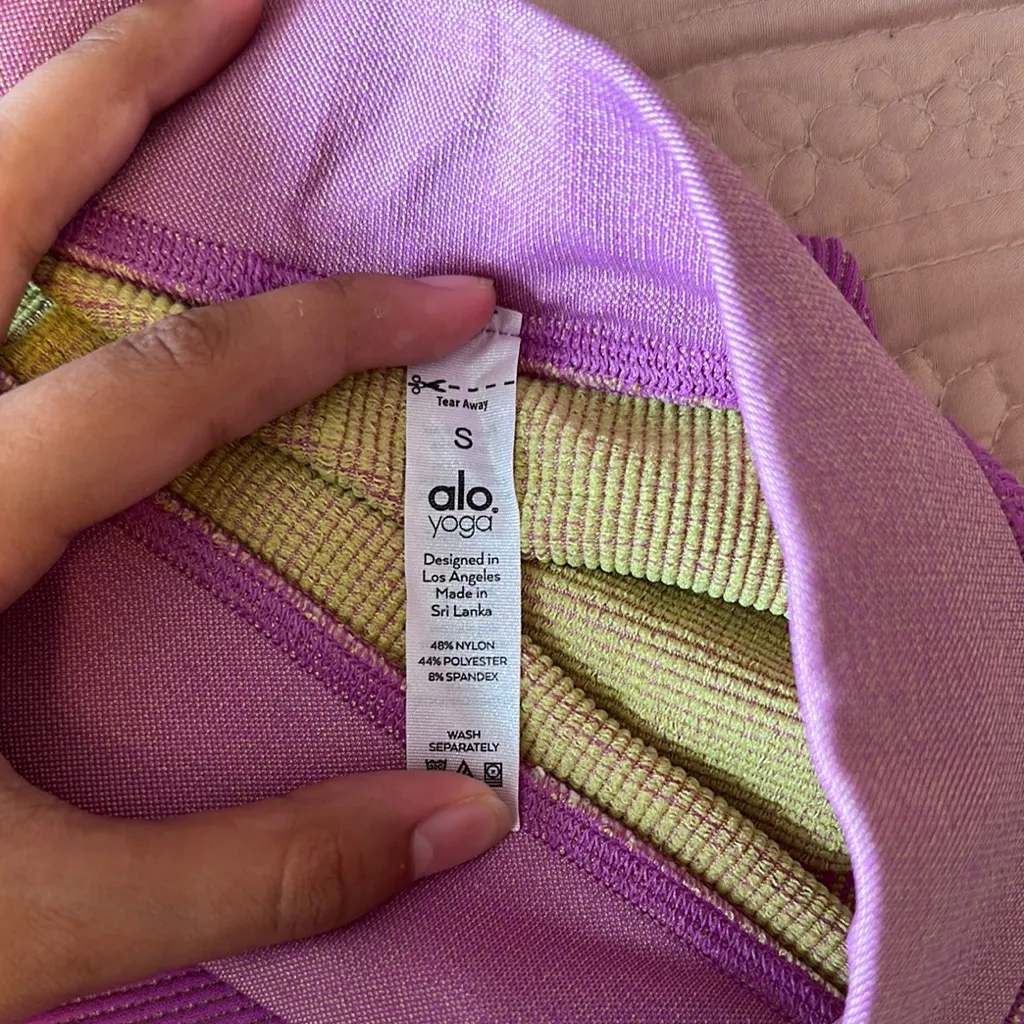 Tear Away
S
alo
yoga
Designed in
Los Angeles
Made in
Sri Lanka
48% NYLON
44% POLYESTER
8% SPANDEX
WASH
SEPARATELY